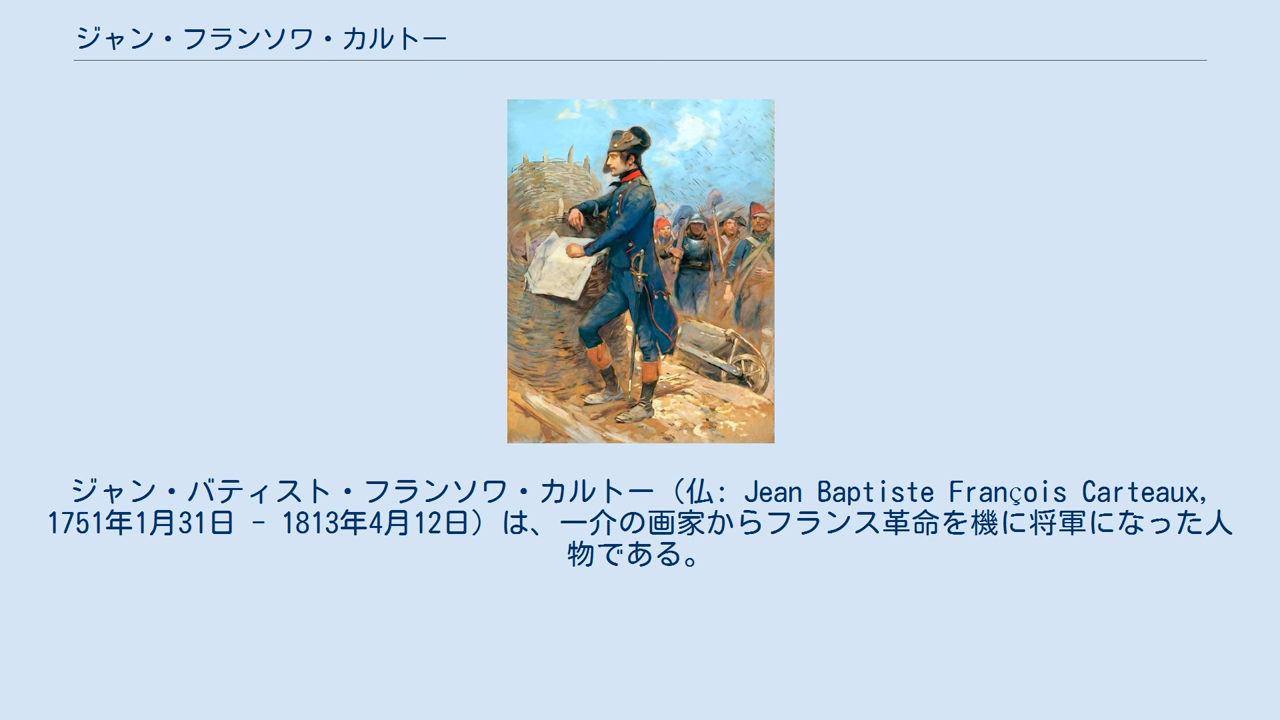 ジャン・フランソワ・カルトー
ジャン・バティスト・フランソワ・カルトー（仏: Jean Baptiste François Carteaux,
1751年1月31日 - 1813年4月12日）は、一介の画家からフランス革命を機に将軍になった人
物である。